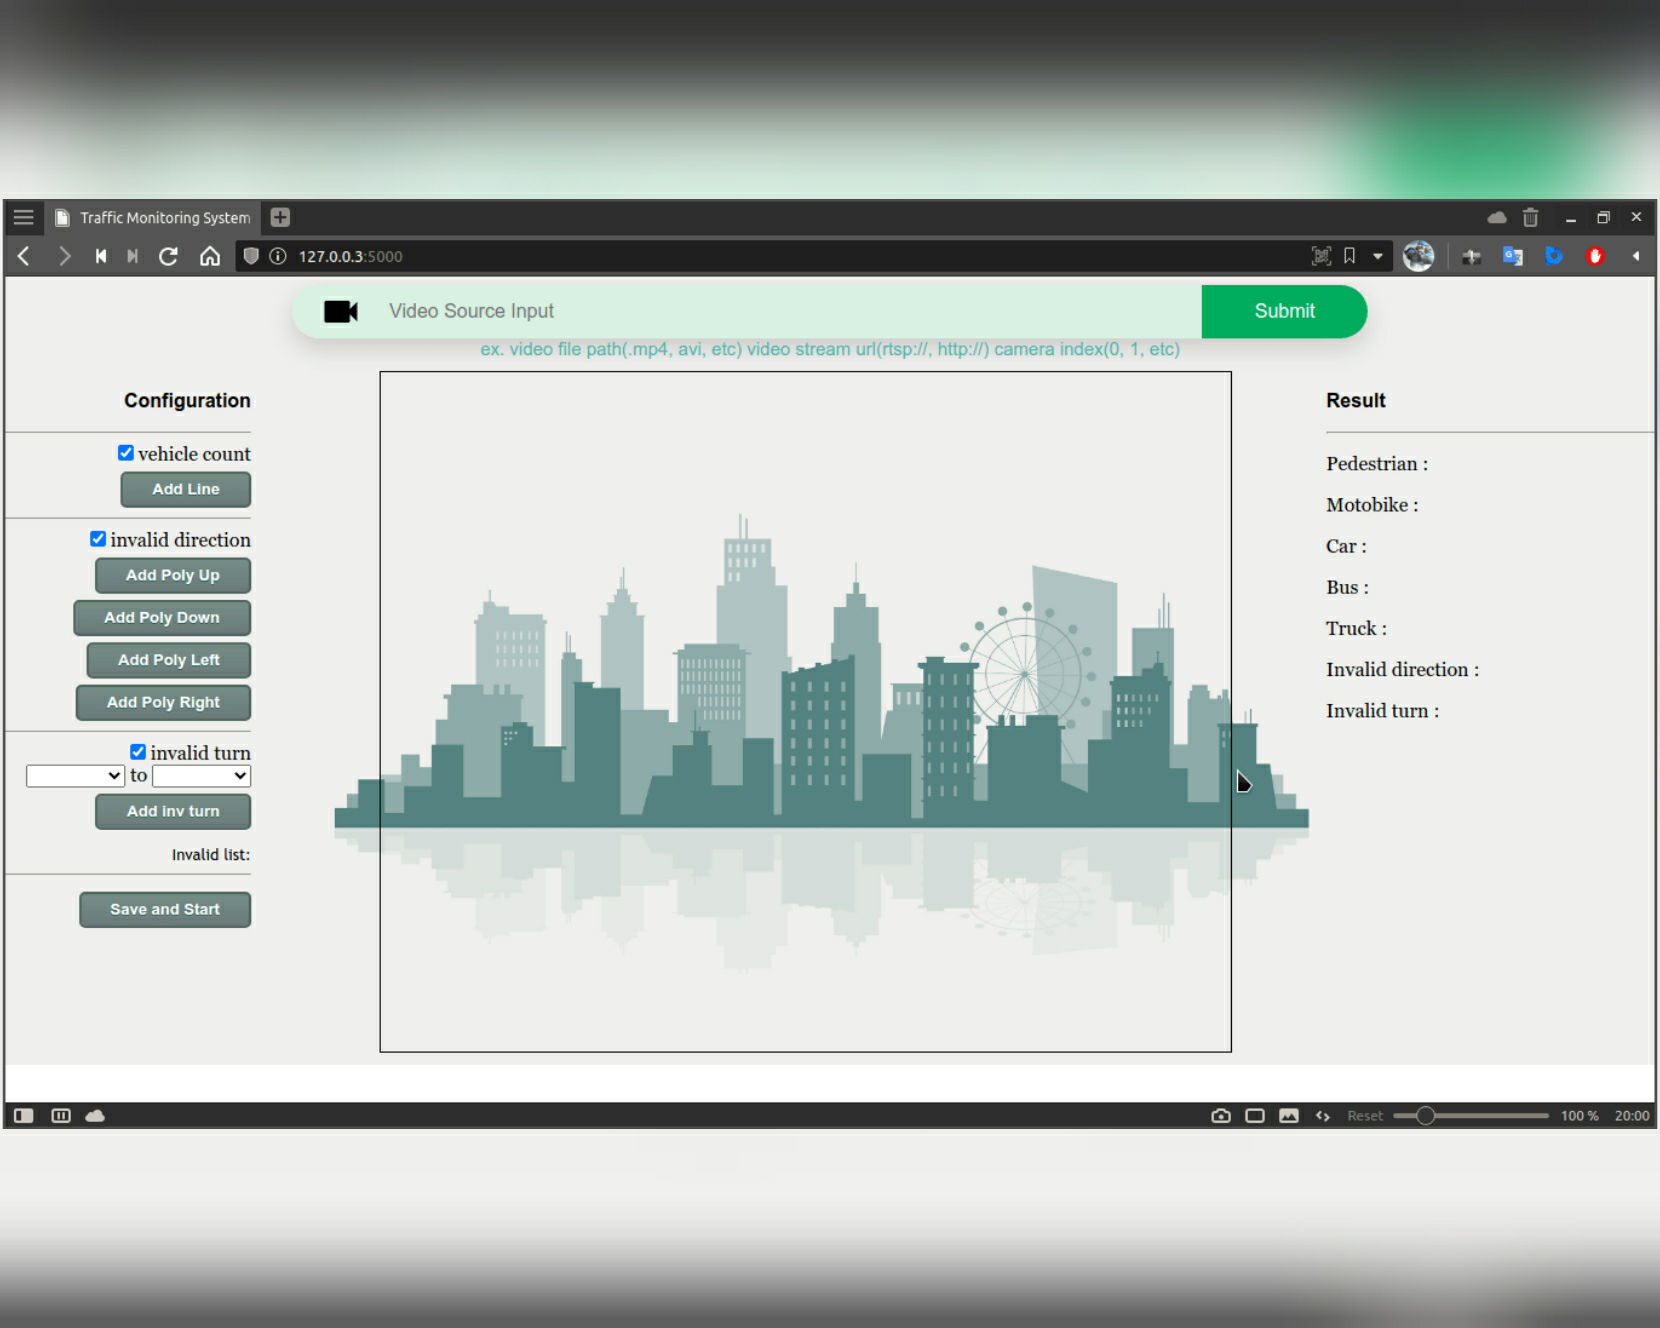 Traffic Monitoring System
127.0.0.3:5000
Video Source Input
Submit
ex. video file path(.mp4, avi, etc) video stream url(rtsp://, http://) camera index(0, 1, etc)
Configuration
vehicle count
Add Line
invalid direction
Add Poly Up
Add Poly Down
Add Poly Left
Add Poly Right
invalid turn
to
Add inv turn
Invalid list:
Save and Start
Result
Pedestrian :
Motobike :
Car :
Bus :
Truck :
Invalid direction :
Invalid turn :
Reset 100 % 20:00